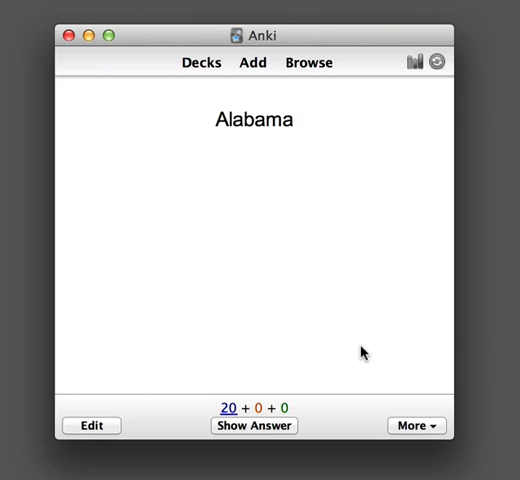 Anki
Decks Add Browse
Alabama
20 + 0 + 0
Edit Show Answer More